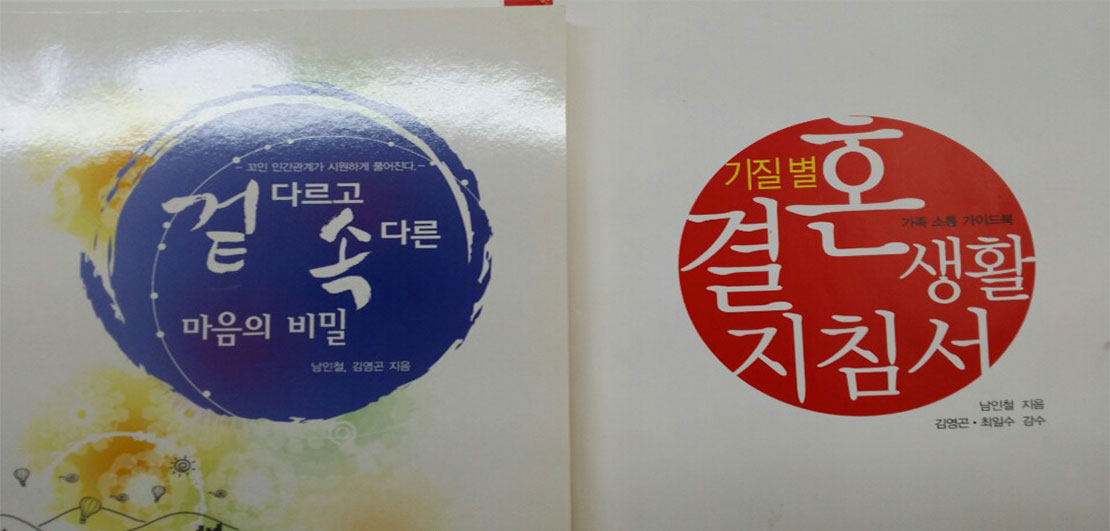 - 꼬인 인간관계가 시원하게 풀어진다. -
겉 다르고
속 다른
마음의 비밀
남인철, 김영곤 지음
기질 별
결혼
가족 소통 가이드북
생활
지침서
남인철 지음
김영곤 · 최일수 감수